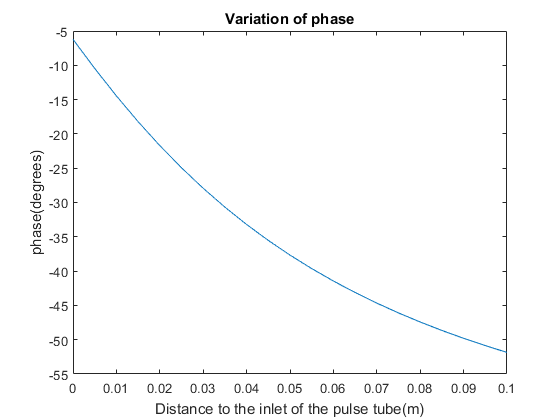 Variation of phase
-5
-10
-15
-20
-25
-30
-35
-40
-45
-50
-55
phase(degrees)
0 0.01 0.02 0.03 0.04 0.05 0.06 0.07 0.08 0.09 0.1
Distance to the inlet of the pulse tube(m)